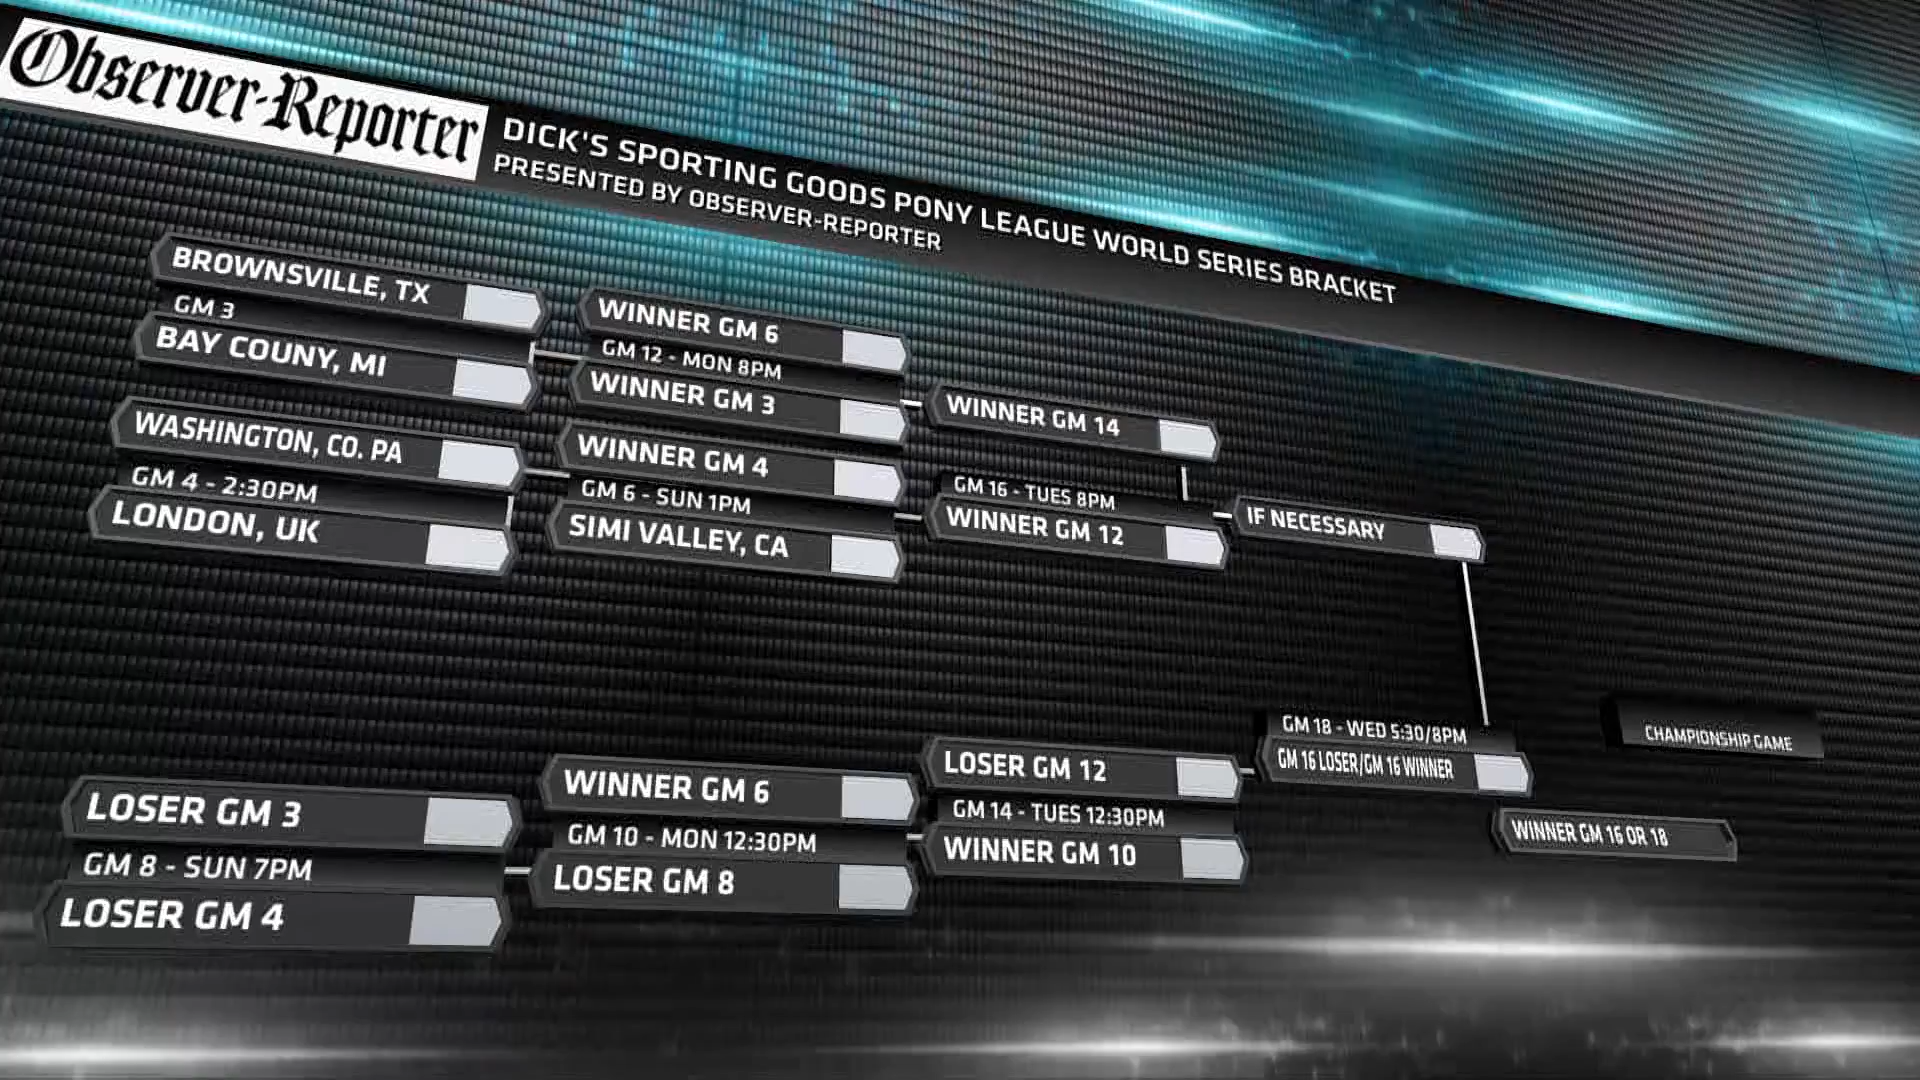 Observer-Reporter
DICK'S SPORTING GOODS PONY LEAGUE WORLD SERIES BRACKET
PRESENTED BY OBSERVER-REPORTER
BROWNSVILLE, TX
GM 3
BAY COUNY, MI
WASHINGTON, CO. PA
GM 4 - 2:30PM
LONDON, UK
WINNER GM 6
GM 12 - MON 8PM
WINNER GM 3
WINNER GM 4
GM 6 - SUN 1PM
SIMI VALLEY, CA
WINNER GM 14
GM 16 - TUES 8PM
WINNER GM 12
IF NECESSARY
LOSER GM 3
GM 8 - SUN 7PM
LOSER GM 4
WINNER GM 6
GM 10 - MON 12:30PM
LOSER GM 8
LOSER GM 12
GM 14 - TUES 12:30PM
WINNER GM 10
GM 18 - WED 5:30/8PM
GM 16 LOSER/GM 16 WINNER
CHAMPIONSHIP GAME
WINNER GM 16 OR 18